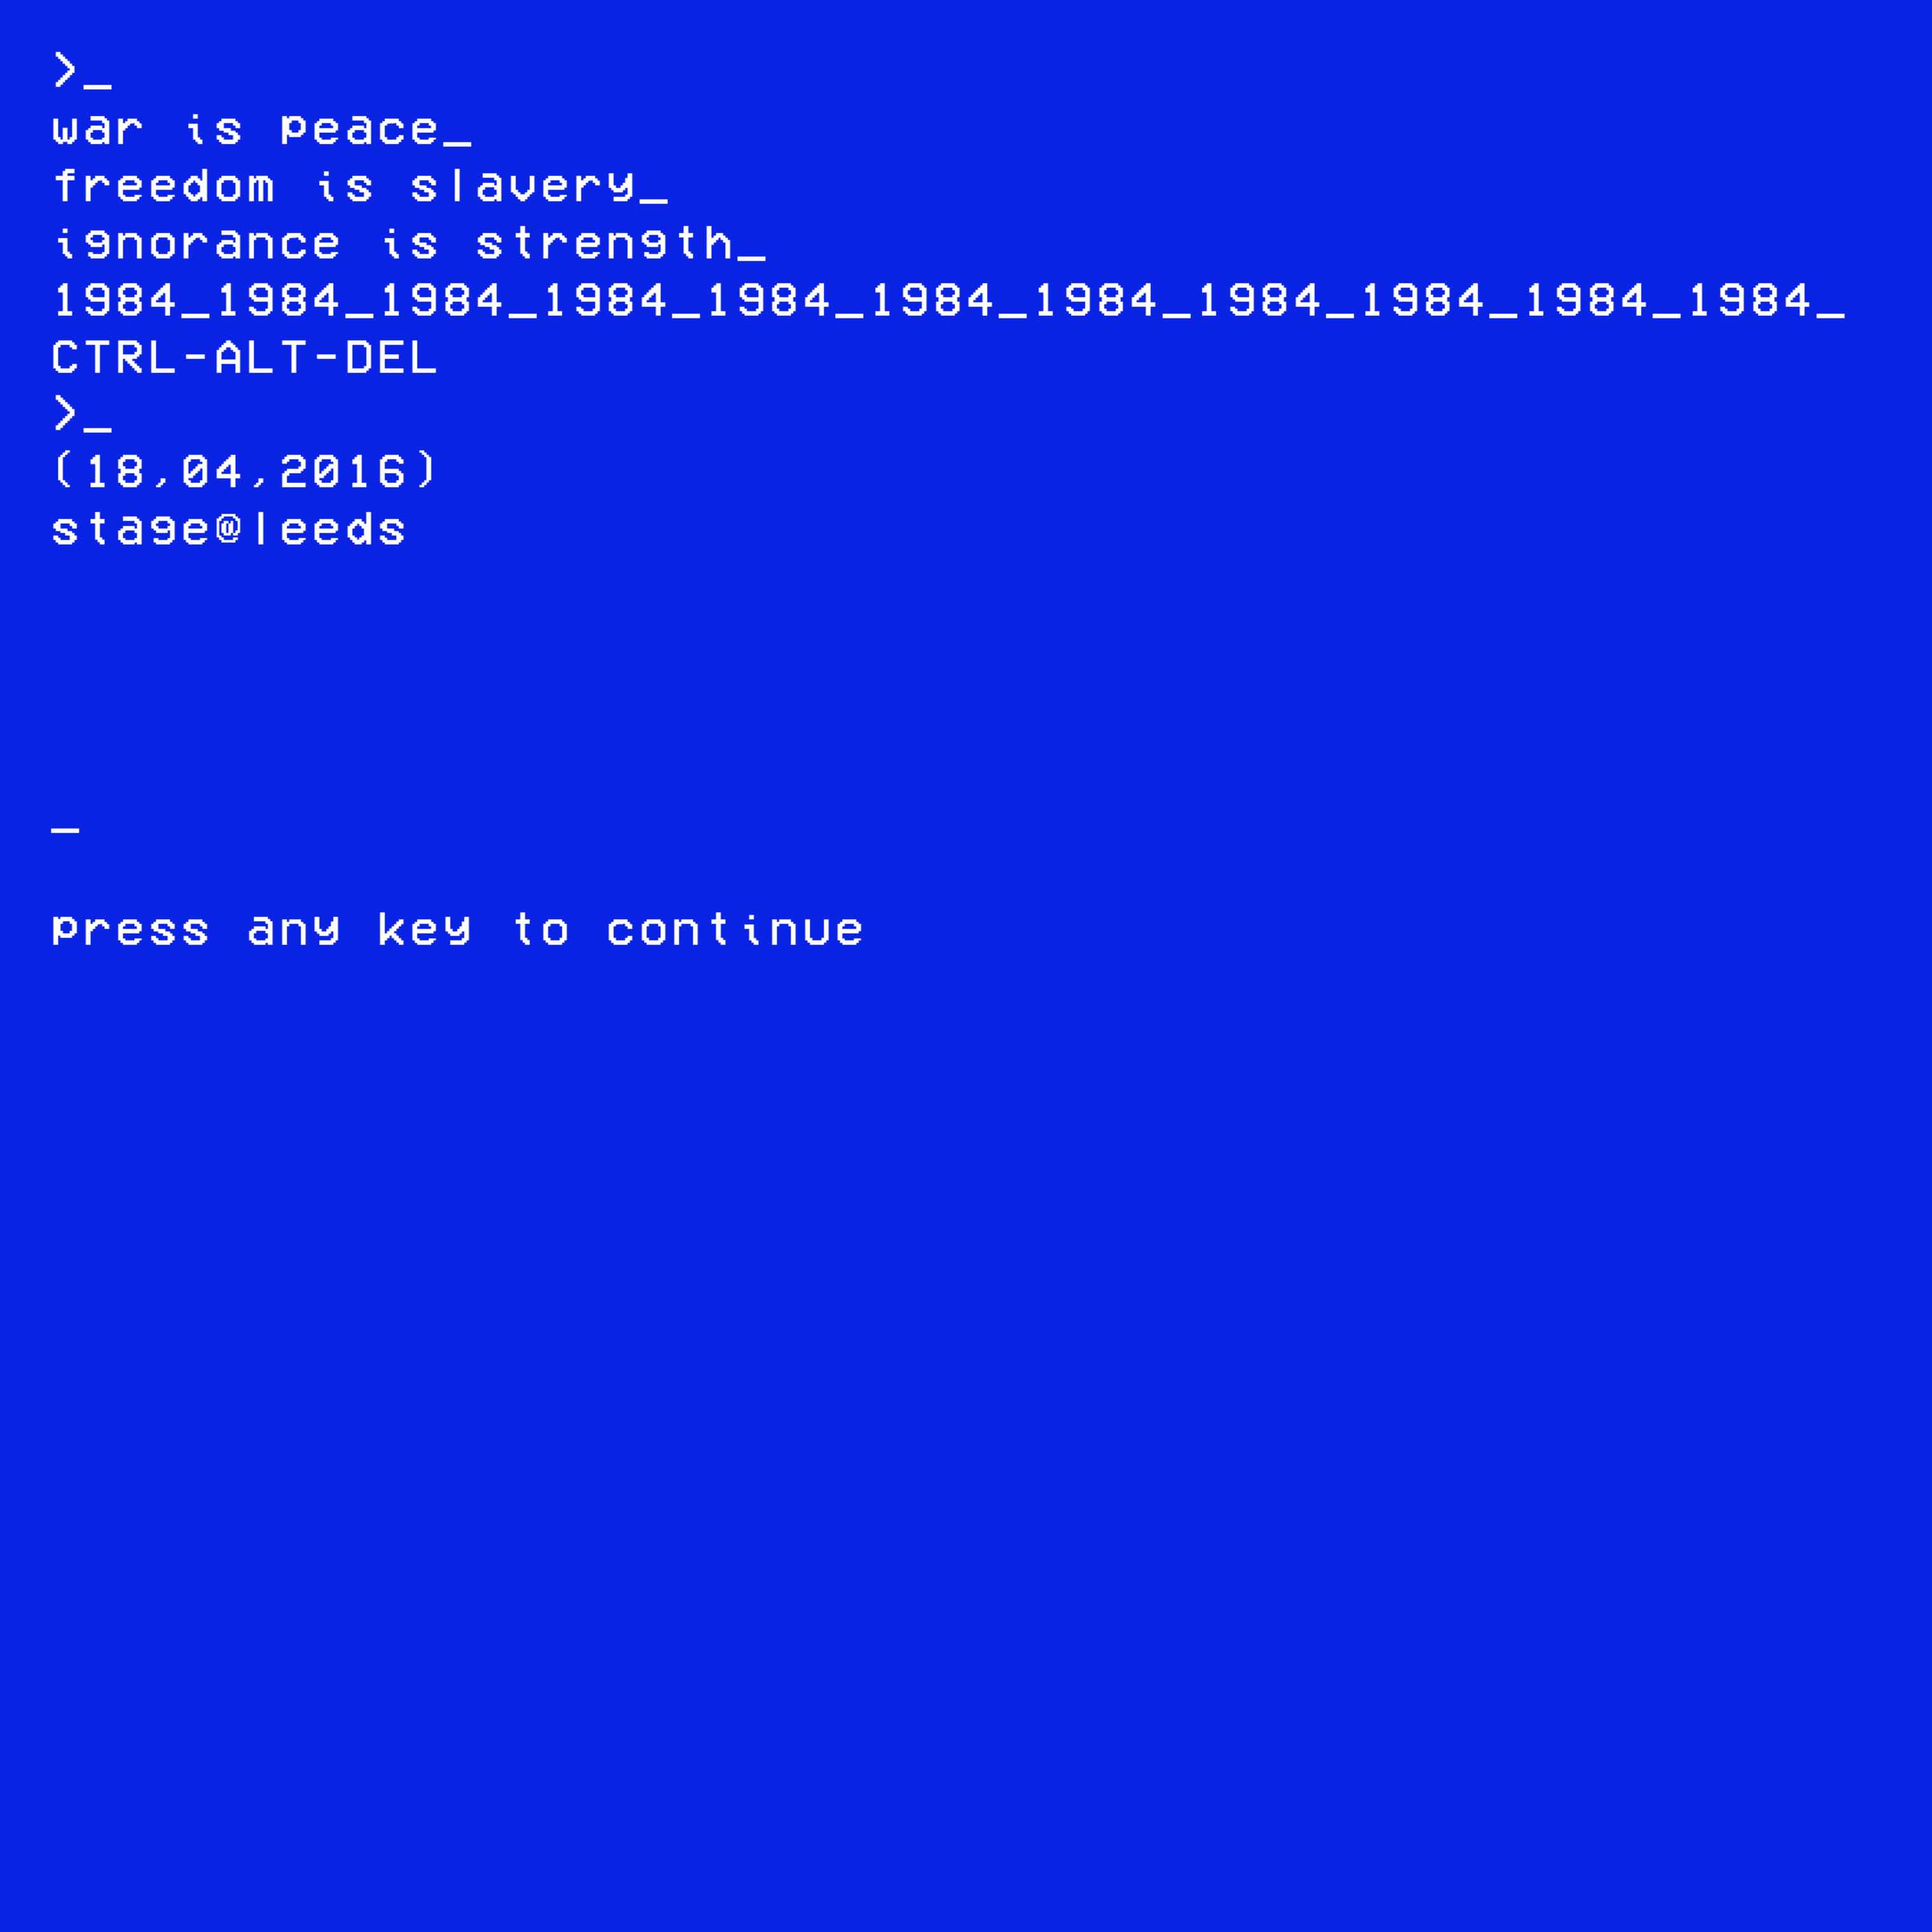 >_
war is peace_
freedom is slavery_
ignorance is strength_
1984_1984_1984_1984_1984_1984_1984_1984_1984_1984_1984_
CTRL-ALT-DEL
>_
(18,04,2016)
stage@leeds
_
press any key to continue